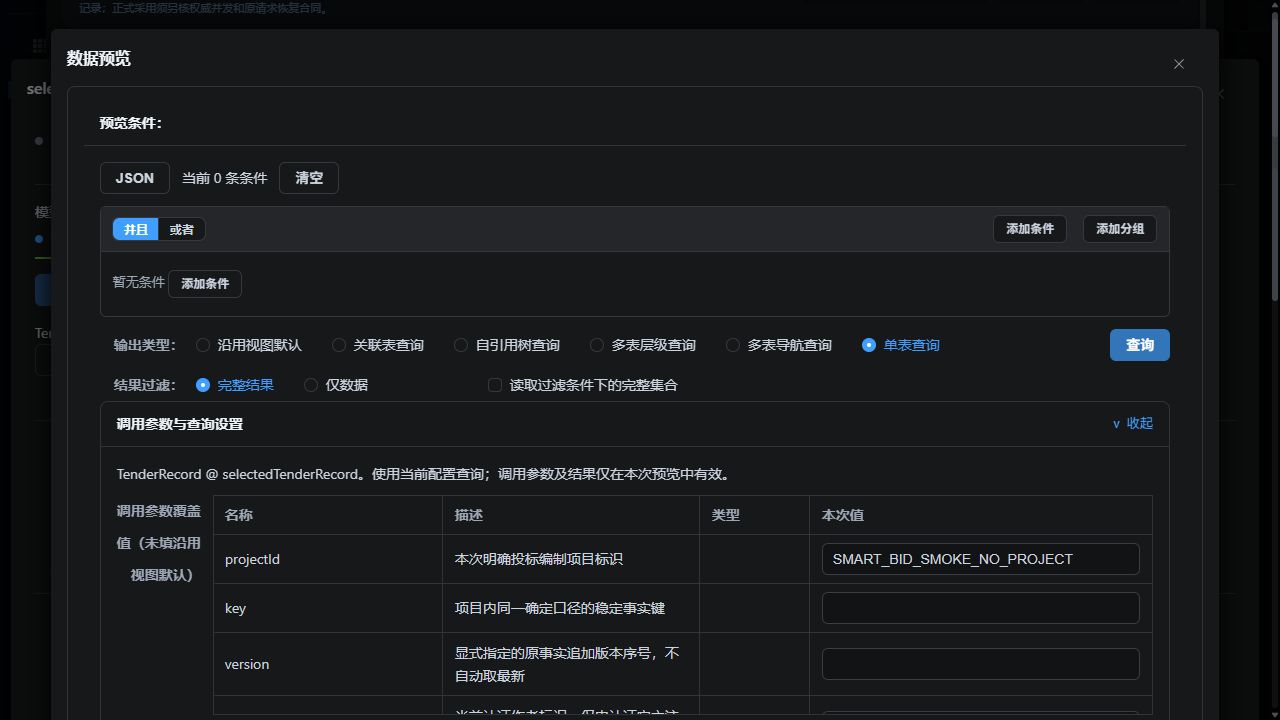 记录；正式采用须另核权威并发和原请求恢复合同。
数据预览
sele
预览条件：
JSON 当前 0 条条件 清空
模
并且 或者 添加条件 添加分组
暂无条件 添加条件
Ter
输出类型： 沿用视图默认 关联表查询 自引用树查询 多表层级查询 多表导航查询 单表查询 查询
结果过滤： 完整结果 仅数据 读取过滤条件下的完整集合
调用参数与查询设置 v 收起
TenderRecord @ selectedTenderRecord。使用当前配置查询；调用参数及结果仅在本次预览中有效。
调用参数覆盖
值（未填沿用
视图默认）
名称 描述 类型 本次值
projectId 本次明确投标编制项目标识 SMART_BID_SMOKE_NO_PROJECT
key 项目内同一确定口径的稳定事实键
version 显式指定的原事实追加版本序号，不
自动取最新